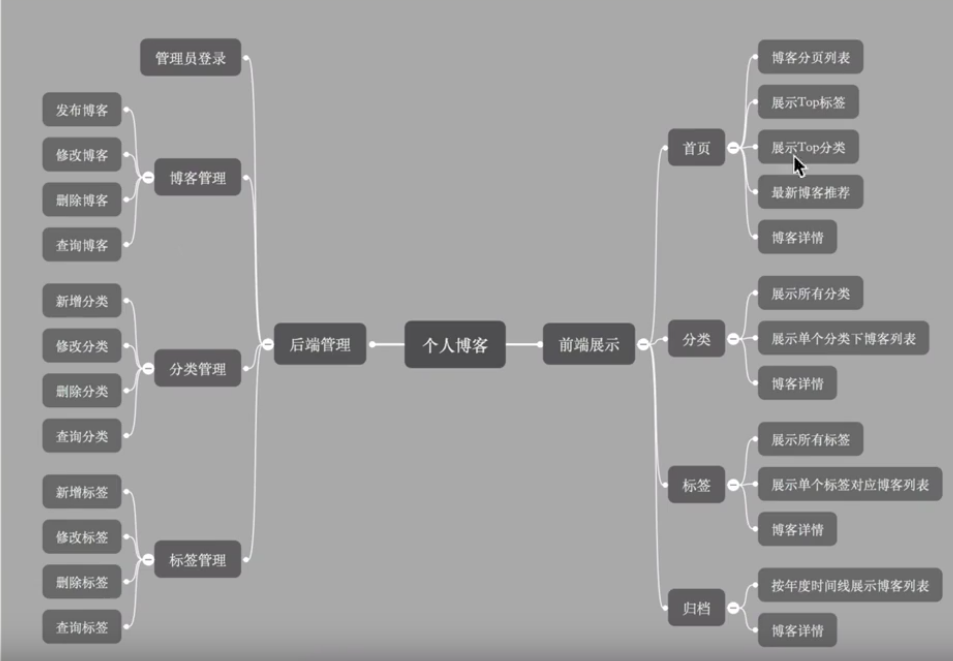 个人博客
后端管理
管理员登录
博客管理
发布博客
修改博客
删除博客
查询博客
分类管理
新增分类
修改分类
删除分类
查询分类
标签管理
新增标签
修改标签
删除标签
查询标签
前端展示
首页
博客分页列表
展示Top标签
展示Top分类
最新博客推荐
博客详情
分类
展示所有分类
展示单个分类下博客列表
博客详情
标签
展示所有标签
展示单个标签对应博客列表
博客详情
归档
按年度时间线展示博客列表
博客详情